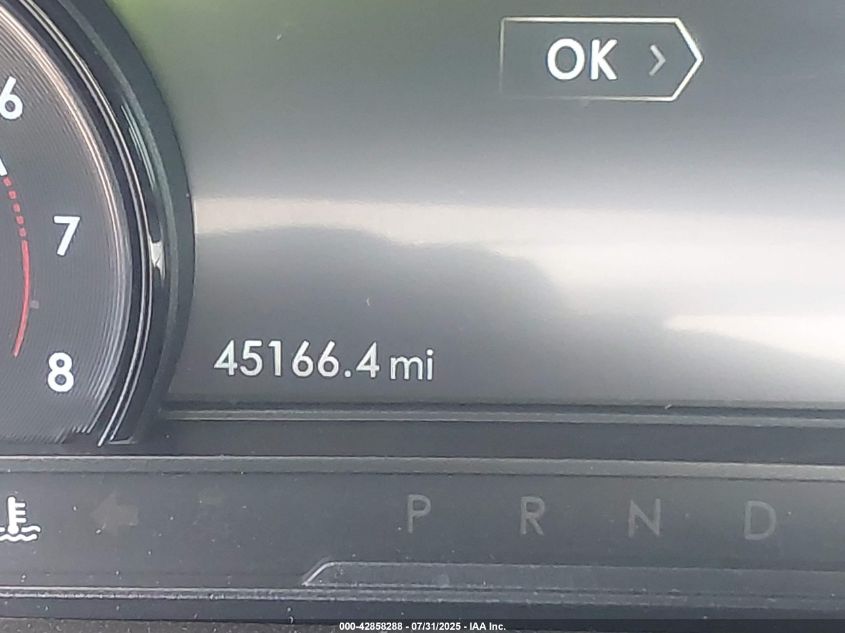 OK >
6
7
8
45166.4 mi
P R N D
000-42858288 - 07/31/2025 - IAA Inc.